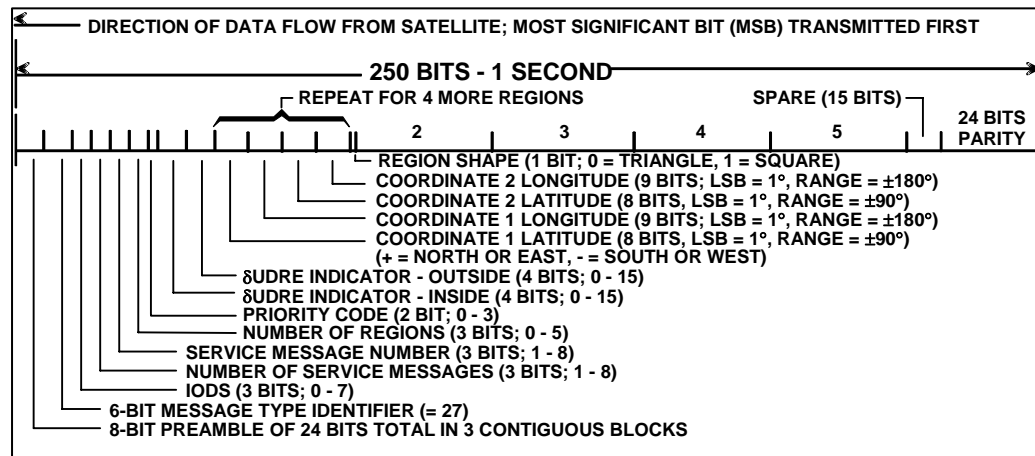 DIRECTION OF DATA FLOW FROM SATELLITE; MOST SIGNIFICANT BIT (MSB) TRANSMITTED FIRST
250 BITS - 1 SECOND
REPEAT FOR 4 MORE REGIONS
SPARE (15 BITS)
24 BITS
PARITY
2 3 4 5
REGION SHAPE (1 BIT; 0 = TRIANGLE, 1 = SQUARE)
COORDINATE 2 LONGITUDE (9 BITS; LSB = 1°, RANGE = ±180°)
COORDINATE 2 LATITUDE (8 BITS, LSB = 1°, RANGE = ±90°)
COORDINATE 1 LONGITUDE (9 BITS; LSB = 1°, RANGE = ±180°)
COORDINATE 1 LATITUDE (8 BITS, LSB = 1°, RANGE = ±90°)
(+ = NORTH OR EAST, - = SOUTH OR WEST)
δUDRE INDICATOR - OUTSIDE (4 BITS; 0 - 15)
δUDRE INDICATOR - INSIDE (4 BITS; 0 - 15)
PRIORITY CODE (2 BIT; 0 - 3)
NUMBER OF REGIONS (3 BITS; 0 - 5)
SERVICE MESSAGE NUMBER (3 BITS; 1 - 8)
NUMBER OF SERVICE MESSAGES (3 BITS; 1 - 8)
IODS (3 BITS; 0 - 7)
6-BIT MESSAGE TYPE IDENTIFIER (= 27)
8-BIT PREAMBLE OF 24 BITS TOTAL IN 3 CONTIGUOUS BLOCKS